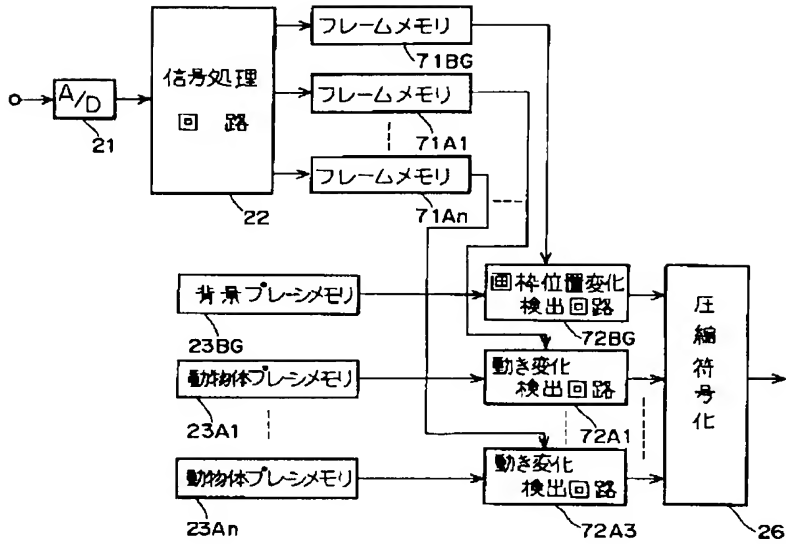 フレームメモリ
71BG
A/D
21
信号処理
回路
22
フレームメモリ
71A1
フレームメモリ
71An
背景プレーンメモリ
23BG
画枠位置変化
検出回路
72BG
動物体プレーンメモリ
23A1
動き変化
検出回路
72A1
動物体プレーンメモリ
23An
動き変化
検出回路
72A3
圧縮符号化
26